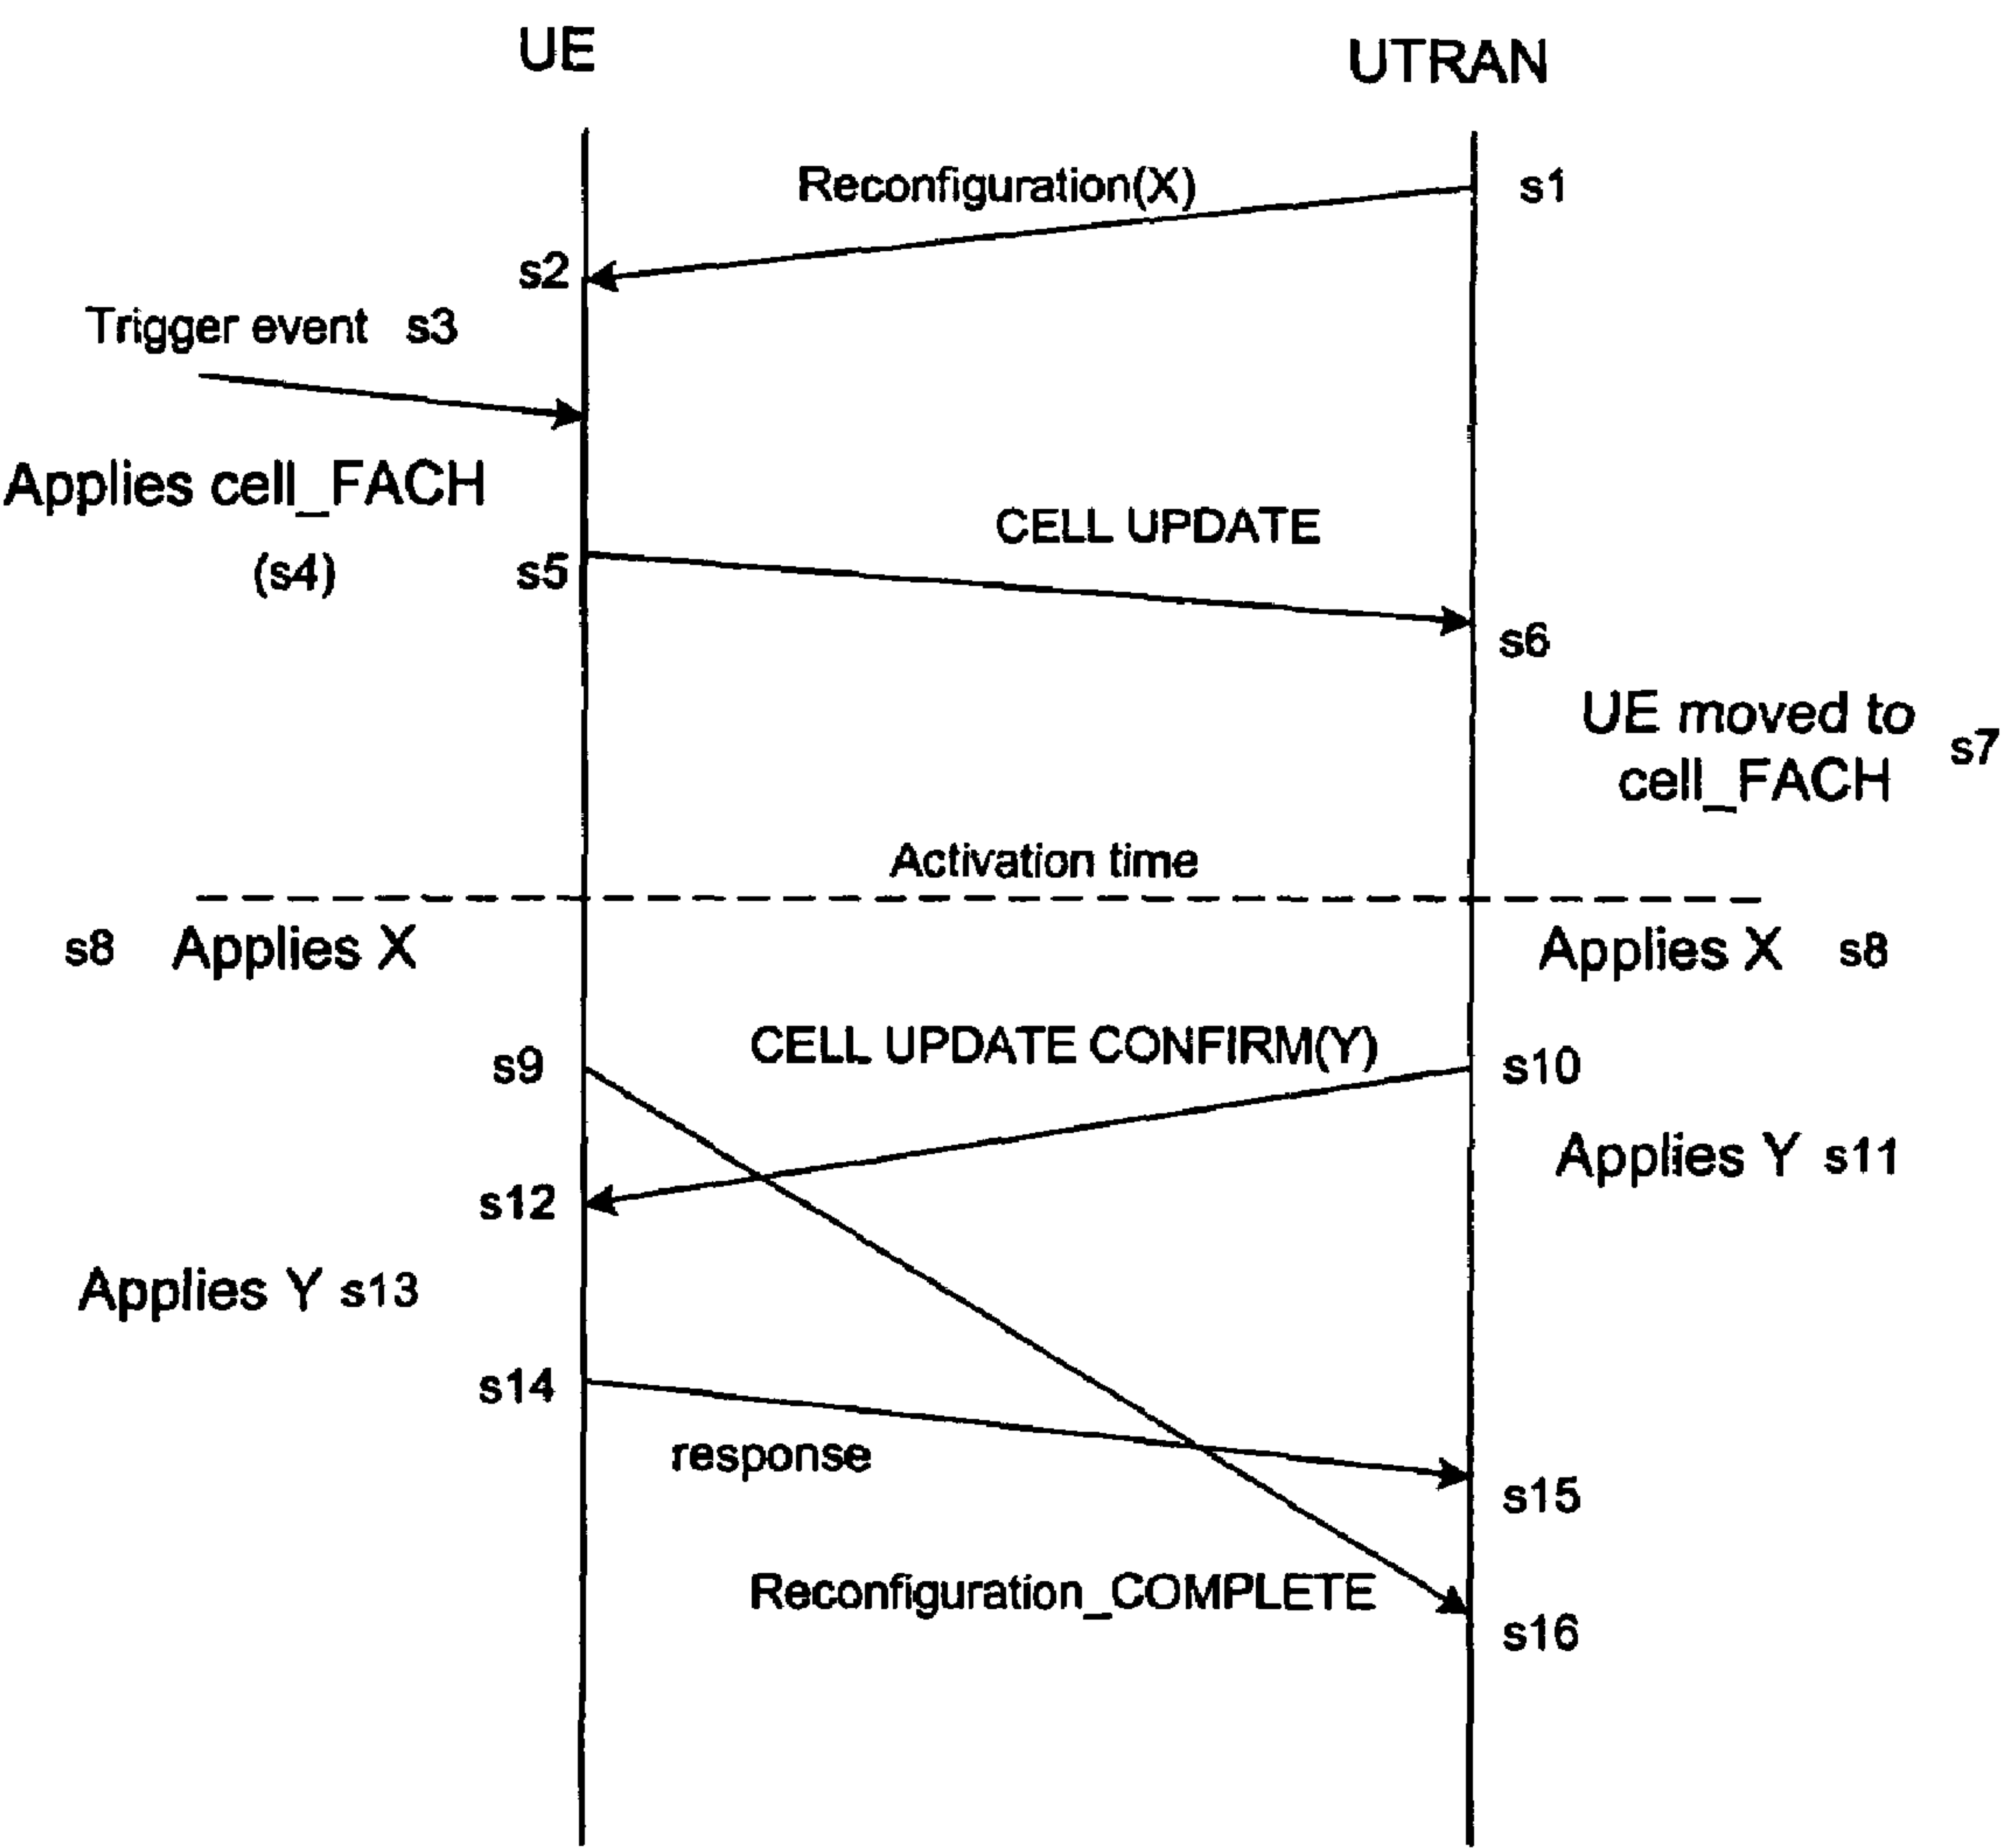 UE
UTRAN
Reconfiguration(X)
s1
s2
Trigger event s3
Applies cell_FACH
(s4)
CELL UPDATE
s5
s6
UE moved to
cell_FACH
s7
Activation time
s8 Applies X
Applies X s8
CELL UPDATE CONFIRM(Y)
s9
s10
Applies Y s11
s12
Applies Y s13
s14
response
s15
Reconfiguration_COMPLETE
s16